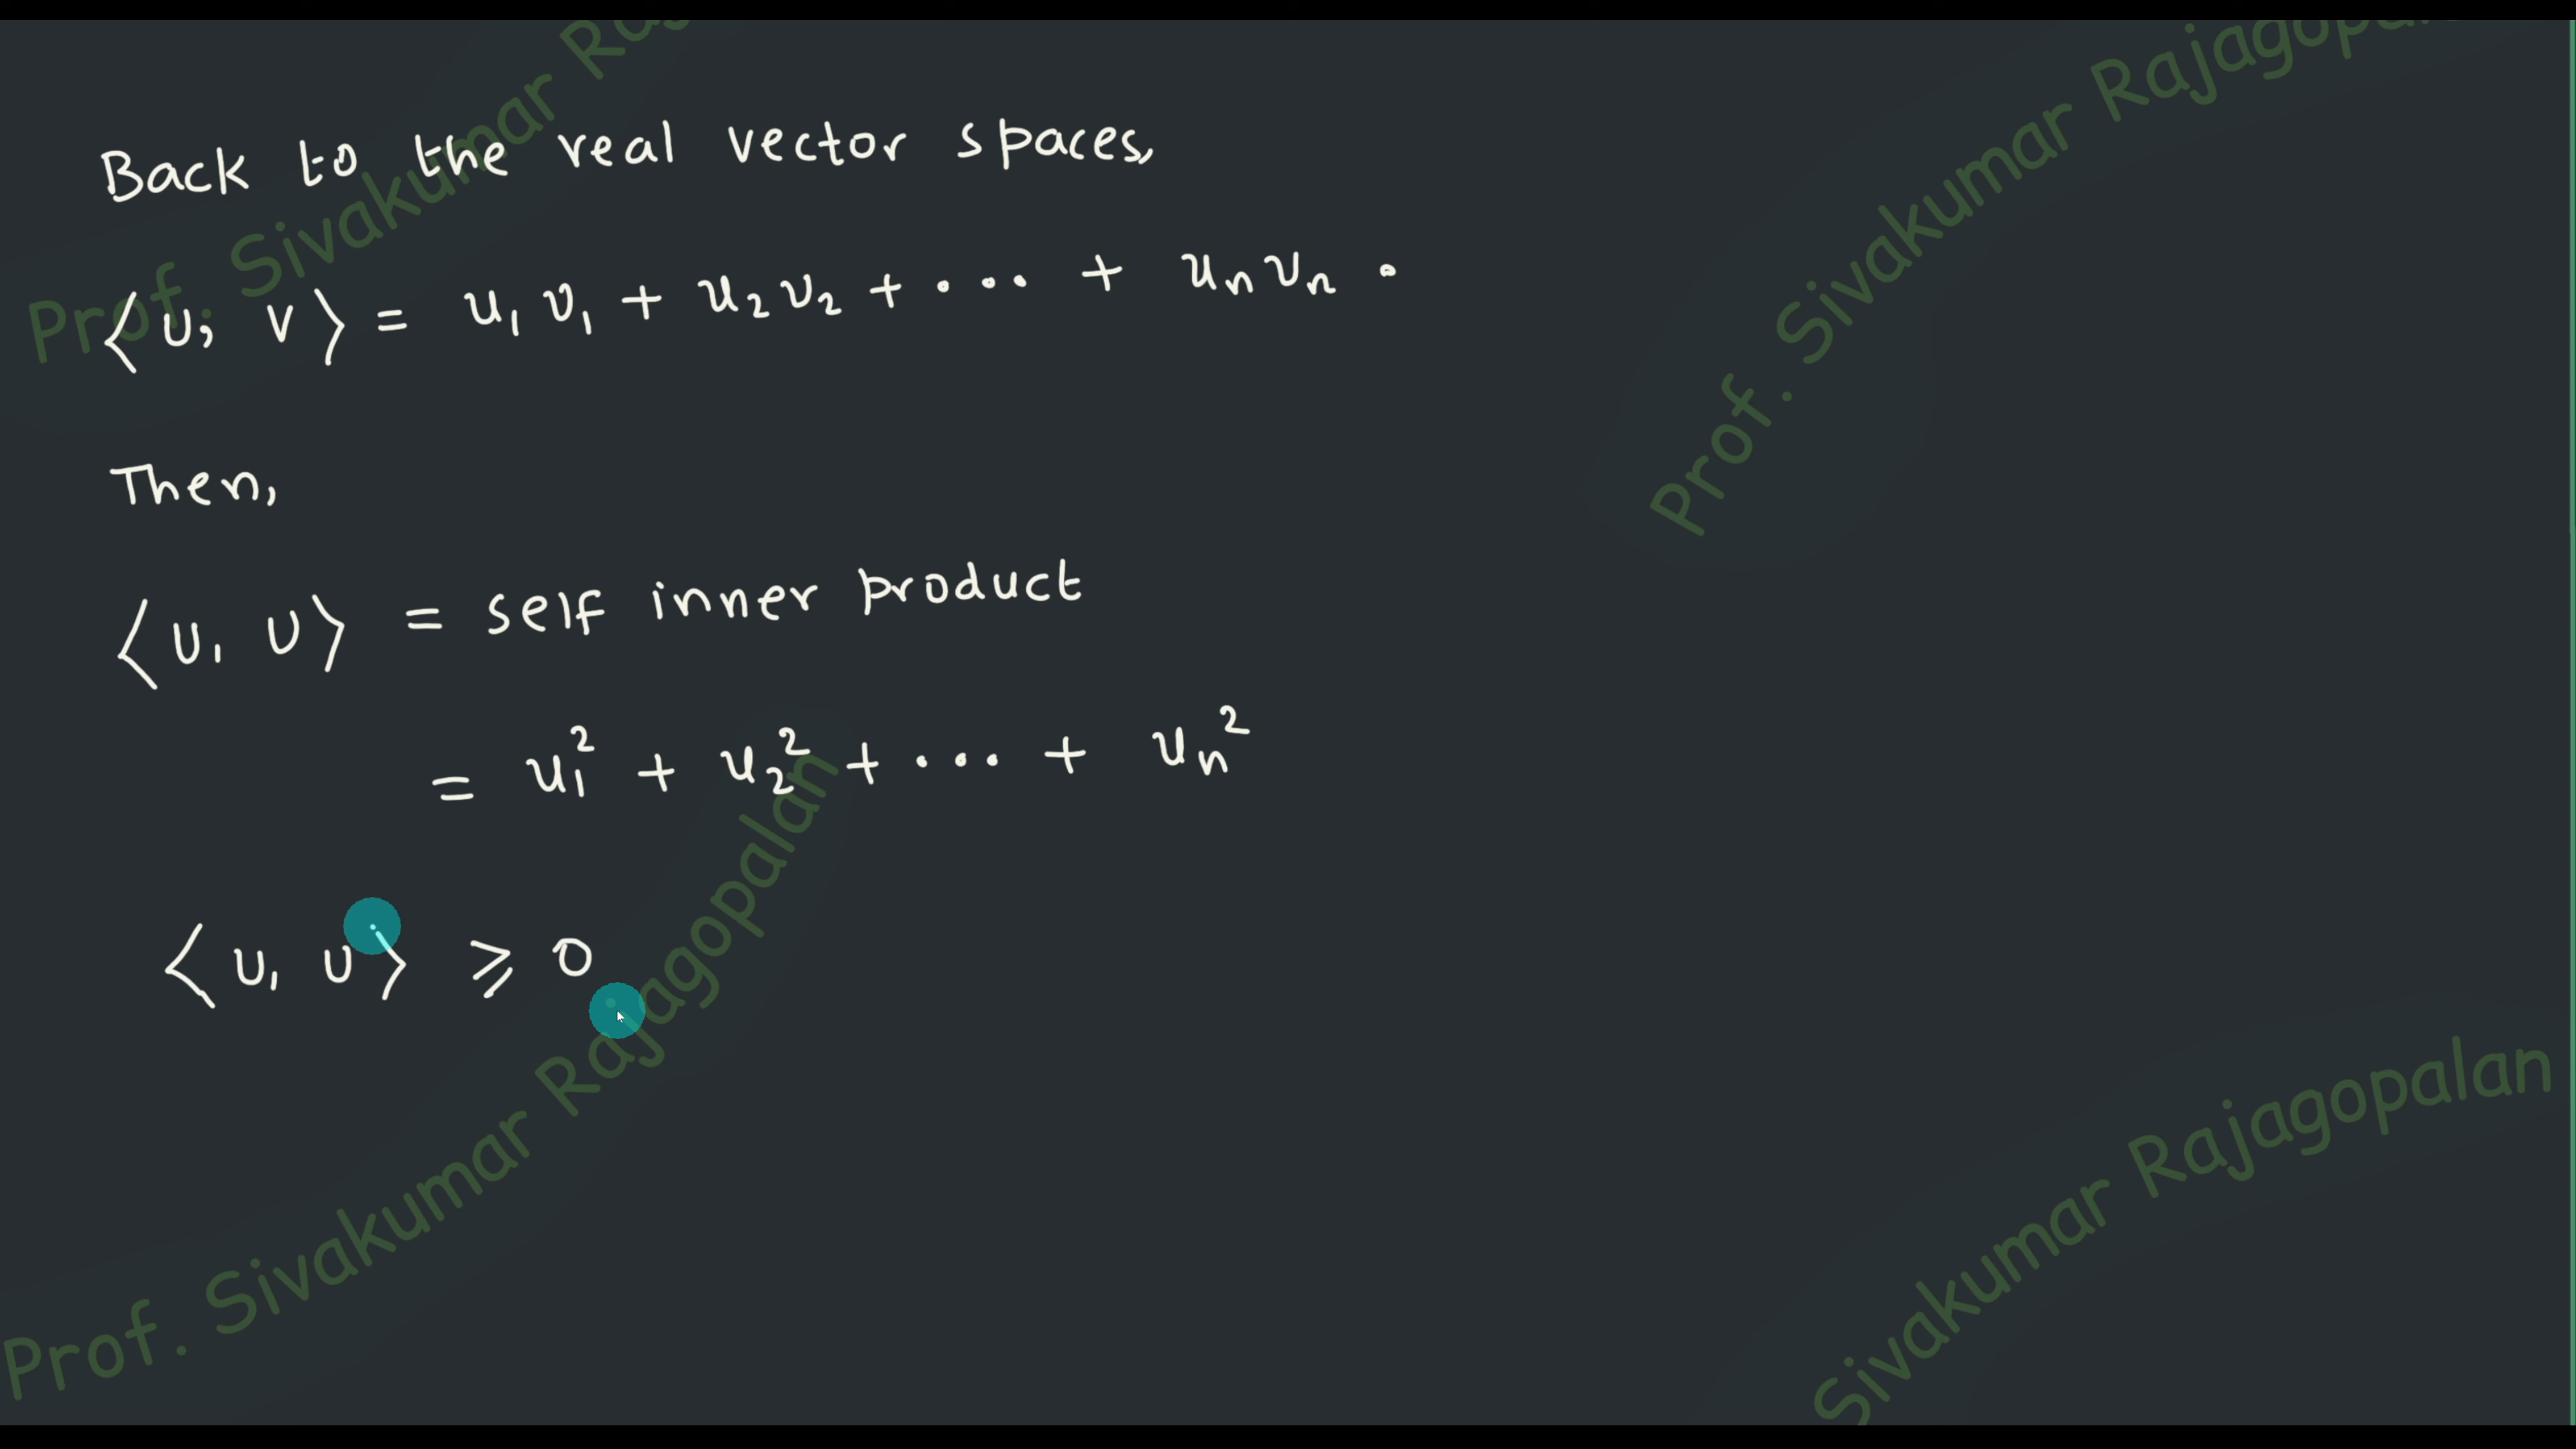 Back to the real vector spaces,
⟨u, v⟩ = u₁v₁ + u₂v₂ + ... + uₙvₙ .
Then,
⟨u, u⟩ = self inner product
= u₁² + u₂² + ... + uₙ²
⟨u, u⟩ ≥ 0
Prof. Sivakumar Raj
Prof. Sivakumar Rajagopalan
Prof. Sivakumar Rajagopalan
Sivakumar Rajagopalan